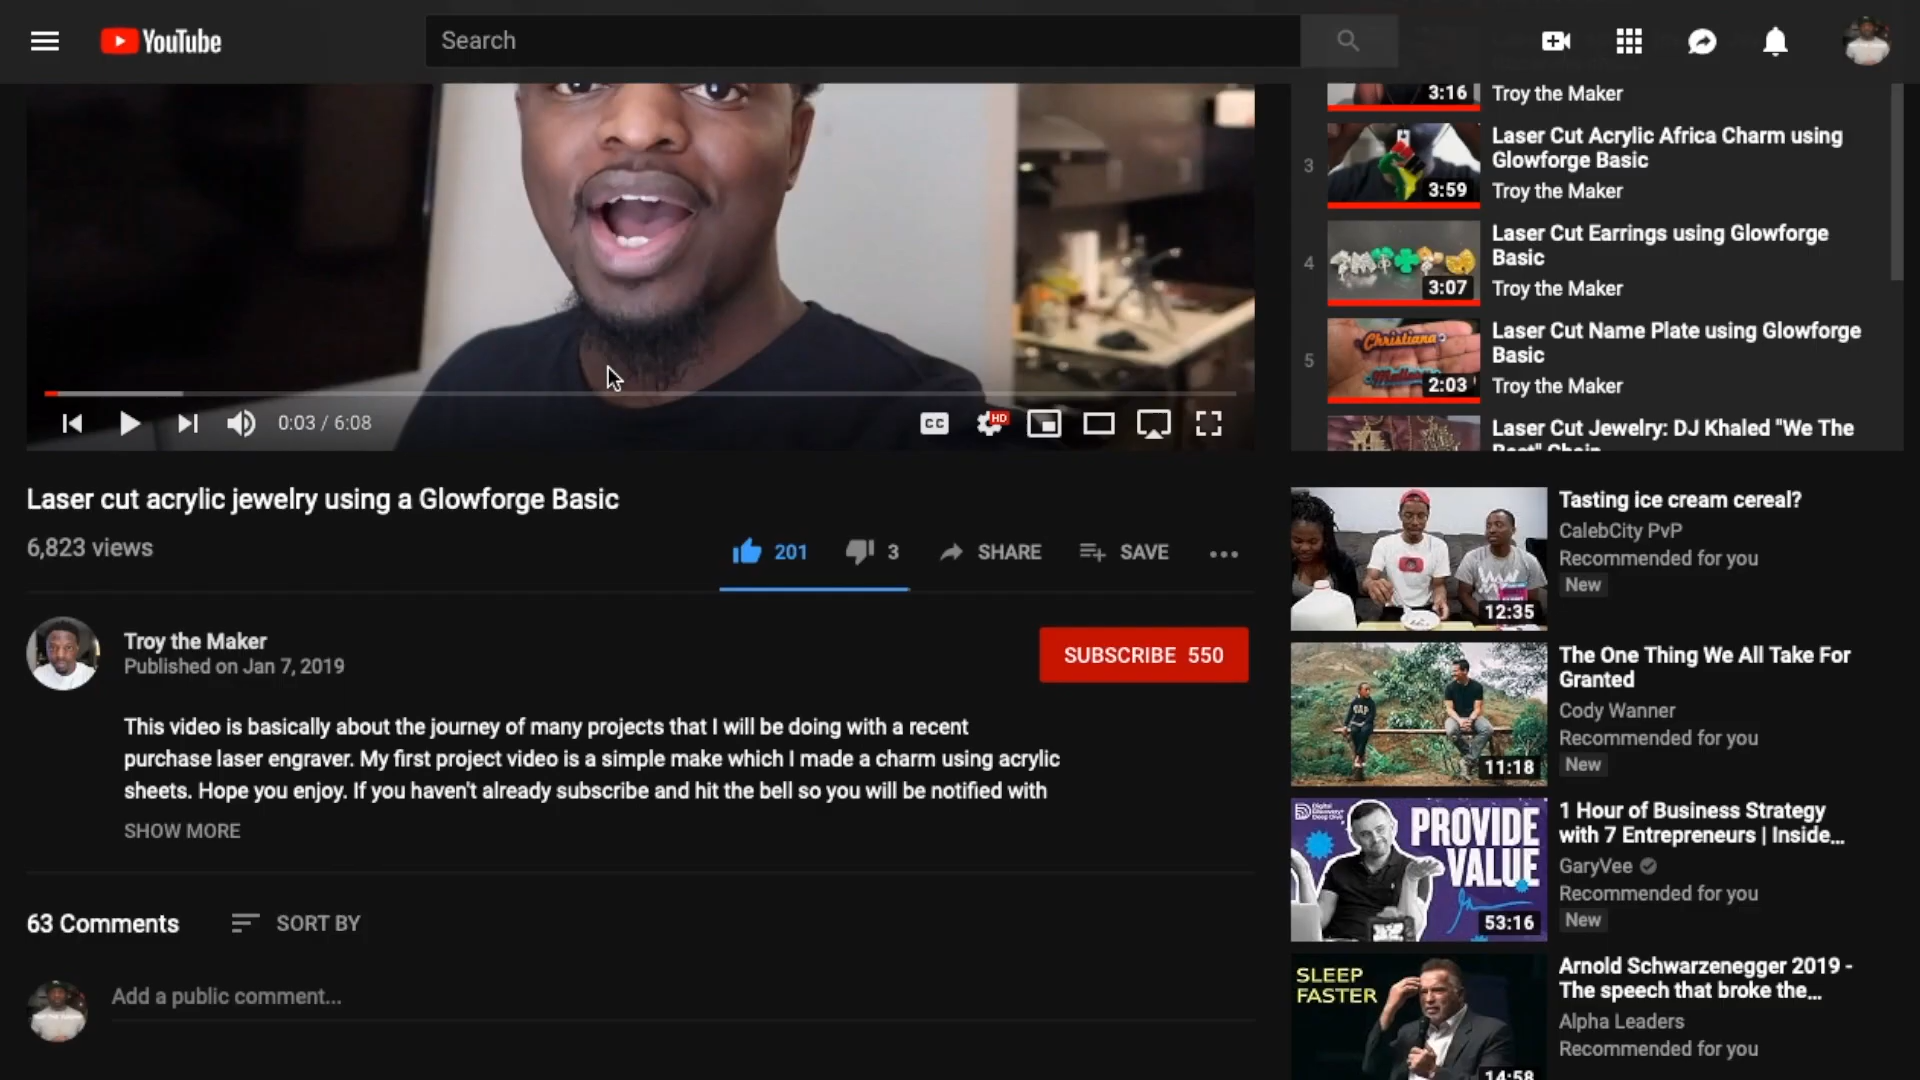 YouTube
Search
3:16
Troy the Maker
3
Laser Cut Acrylic Africa Charm using
Glowforge Basic
3:59
Troy the Maker
4
Laser Cut Earrings using Glowforge
Basic
3:07
Troy the Maker
5
Christiana
Laser Cut Name Plate using Glowforge
Basic
2:03
Troy the Maker
Laser Cut Jewelry: DJ Khaled "We The
Best" Chain
CC
HD
0:03 / 6:08
Laser cut acrylic jewelry using a Glowforge Basic
6,823 views
201
3
SHARE
SAVE
Troy the Maker
Published on Jan 7, 2019
SUBSCRIBE 550
This video is basically about the journey of many projects that I will be doing with a recent
purchase laser engraver. My first project video is a simple make which I made a charm using acrylic
sheets. Hope you enjoy. If you haven't already subscribe and hit the bell so you will be notified with
SHOW MORE
63 Comments
SORT BY
Add a public comment...
Tasting ice cream cereal?
CalebCity PvP
Recommended for you
New
12:35
The One Thing We All Take For
Granted
Cody Wanner
Recommended for you
New
GAP
11:18
PROVIDE
VALUE
53:16
1 Hour of Business Strategy
with 7 Entrepreneurs | Inside...
GaryVee
Recommended for you
New
SLEEP
FASTER
14:58
Arnold Schwarzenegger 2019 -
The speech that broke the...
Alpha Leaders
Recommended for you